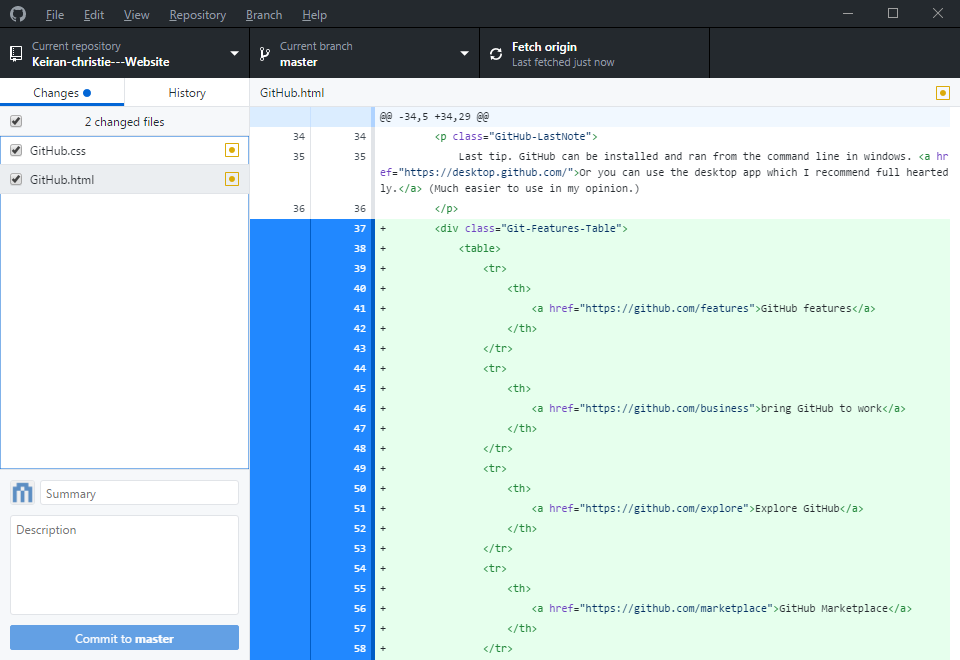 File Edit View Repository Branch Help
Current repository
Keiran-christie---Website
Current branch
master
Fetch origin
Last fetched just now
Changes
History
2 changed files
GitHub.css
GitHub.html
Summary
Description
Commit to master
GitHub.html
@@ -34,5 +34,29 @@
34 34 <p class="GitHub-LastNote">
35 35 Last tip. GitHub can be installed and ran from the command line in windows. <a hr
ef="https://desktop.github.com/">Or you can use the desktop app which I recommend full hearted
ly.</a> (Much easier to use in my opinion.)
36 36 </p>
37 + <div class="Git-Features-Table">
38 + <table>
39 + <tr>
40 + <th>
41 + <a href="https://github.com/features">GitHub features</a>
42 + </th>
43 + </tr>
44 + <tr>
45 + <th>
46 + <a href="https://github.com/business">bring GitHub to work</a>
47 + </th>
48 + </tr>
49 + <tr>
50 + <th>
51 + <a href="https://github.com/explore">Explore GitHub</a>
52 + </th>
53 + </tr>
54 + <tr>
55 + <th>
56 + <a href="https://github.com/marketplace">GitHub Marketplace</a>
57 + </th>
58 + </tr>